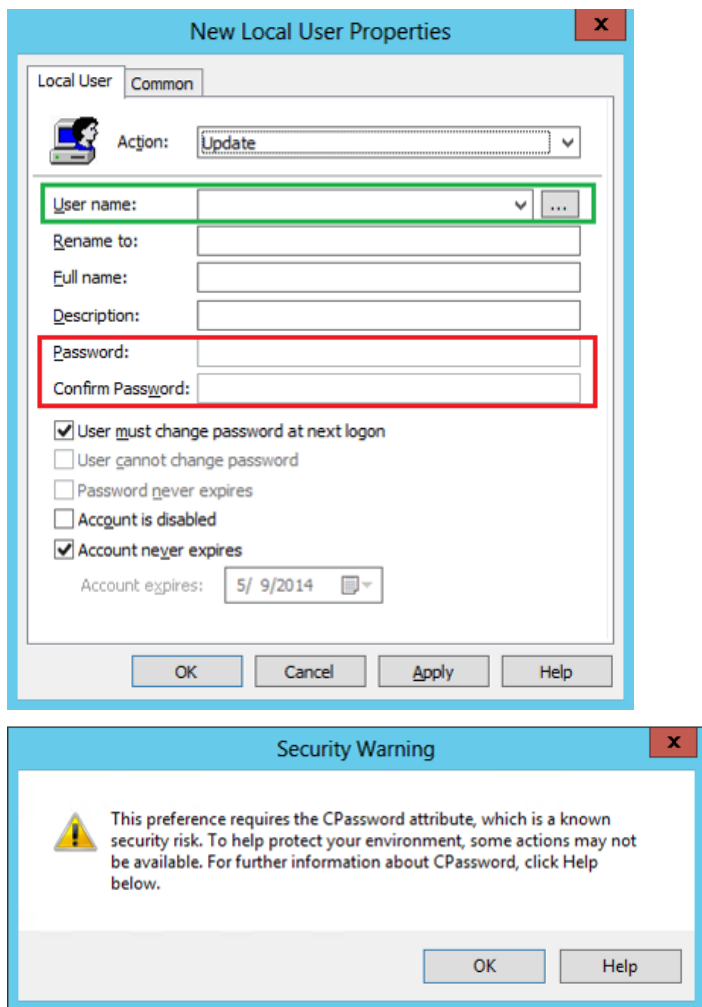 New Local User Properties
x
Local User
Common
Action:
Update
User name:
...
Rename to:
Full name:
Description:
Password:
Confirm Password:
User must change password at next logon
User cannot change password
Password never expires
Account is disabled
Account never expires
Account expires:
5/ 9/2014
OK
Cancel
Apply
Help
Security Warning
x
This preference requires the CPassword attribute, which is a known
security risk. To help protect your environment, some actions may not
be available. For further information about CPassword, click Help
below.
OK
Help